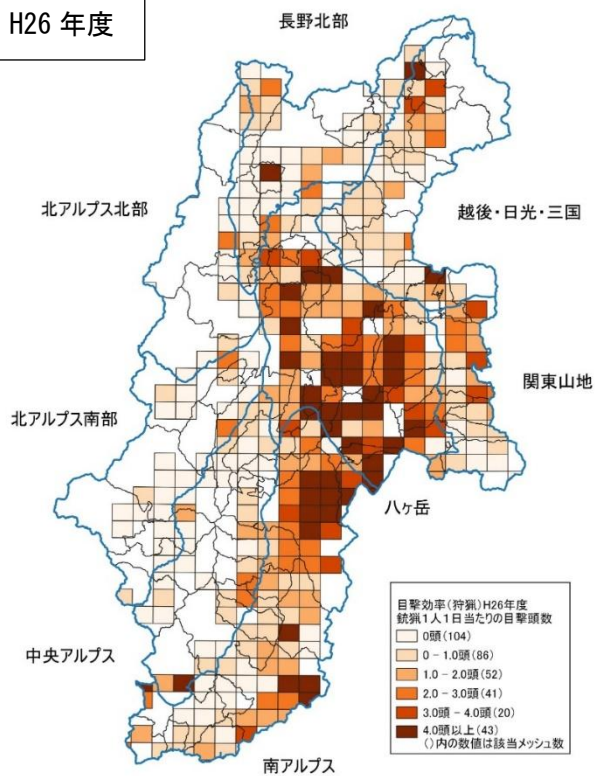 H26 年度
長野北部
北アルプス北部
越後・日光・三国
関東山地
北アルプス南部
八ヶ岳
中央アルプス
南アルプス
目撃効率(狩猟)H26年度
銃猟1人1日当たりの目撃頭数
0頭(104)
0 - 1.0頭(86)
1.0 - 2.0頭(52)
2.0 - 3.0頭(41)
3.0頭 - 4.0頭(20)
4.0頭以上(43)
()内の数値は該当メッシュ数